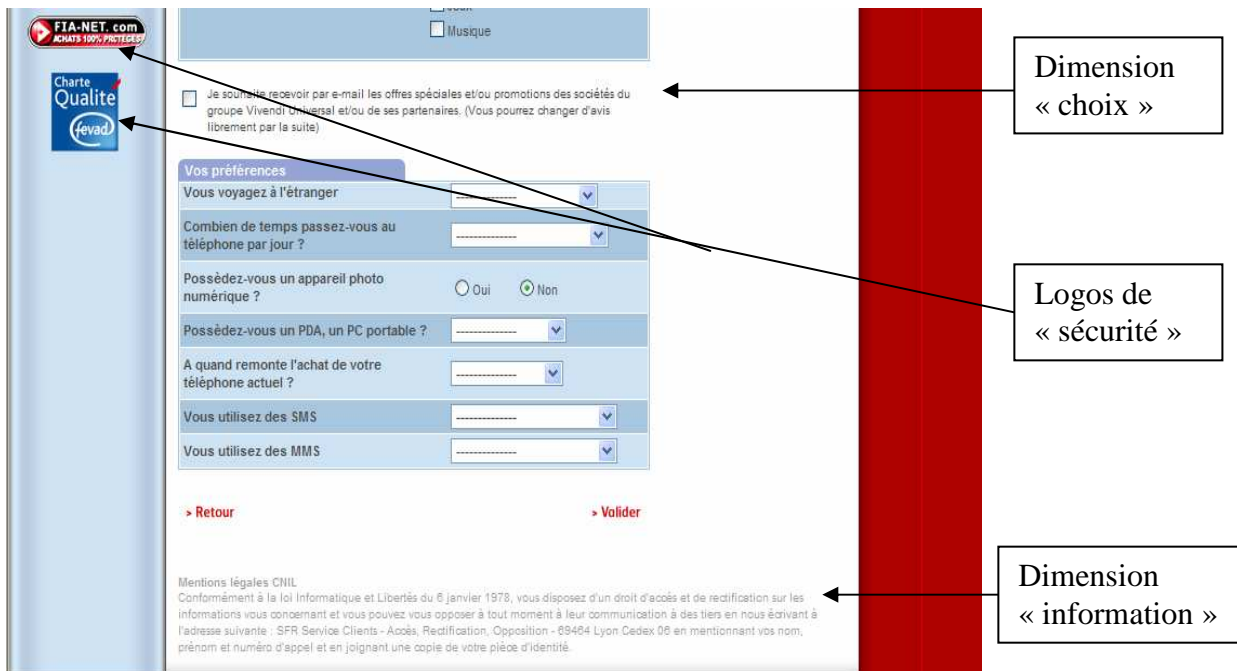 FIA-NET.com
ACHATS 100% PROTEGES
Charte
Qualité
fevad
Jeux
Musique
Je souhaite recevoir par e-mail les offres spéciales et/ou promotions des sociétés du
groupe Vivendi Universal et/ou de ses partenaires. (Vous pourrez changer d'avis
librement par la suite)
Dimension
« choix »
Vos préférences
Vous voyagez à l'étranger
--------------
Combien de temps passez-vous au
téléphone par jour ?
--------------
Possèdez-vous un appareil photo
numérique ?
Oui Non
Possèdez-vous un PDA, un PC portable ?
--------------
A quand remonte l'achat de votre
téléphone actuel ?
--------------
Vous utilisez des SMS
--------------
Vous utilisez des MMS
--------------
Logos de
« sécurité »
> Retour
> Valider
Mentions légales CNIL
Conformément à la loi Informatique et Libertés du 6 janvier 1978, vous disposez d'un droit d'accès et de rectification sur les
informations vous concernant et vous pouvez vous opposer à tout moment à leur communication à des tiers en nous écrivant à
l'adresse suivante : SFR Service Clients - Accès, Rectification, Opposition - 69464 Lyon Cedex 06 en mentionnant vos nom,
prénom et numéro d'appel et en joignant une copie de votre pièce d'identité.
Dimension
« information »